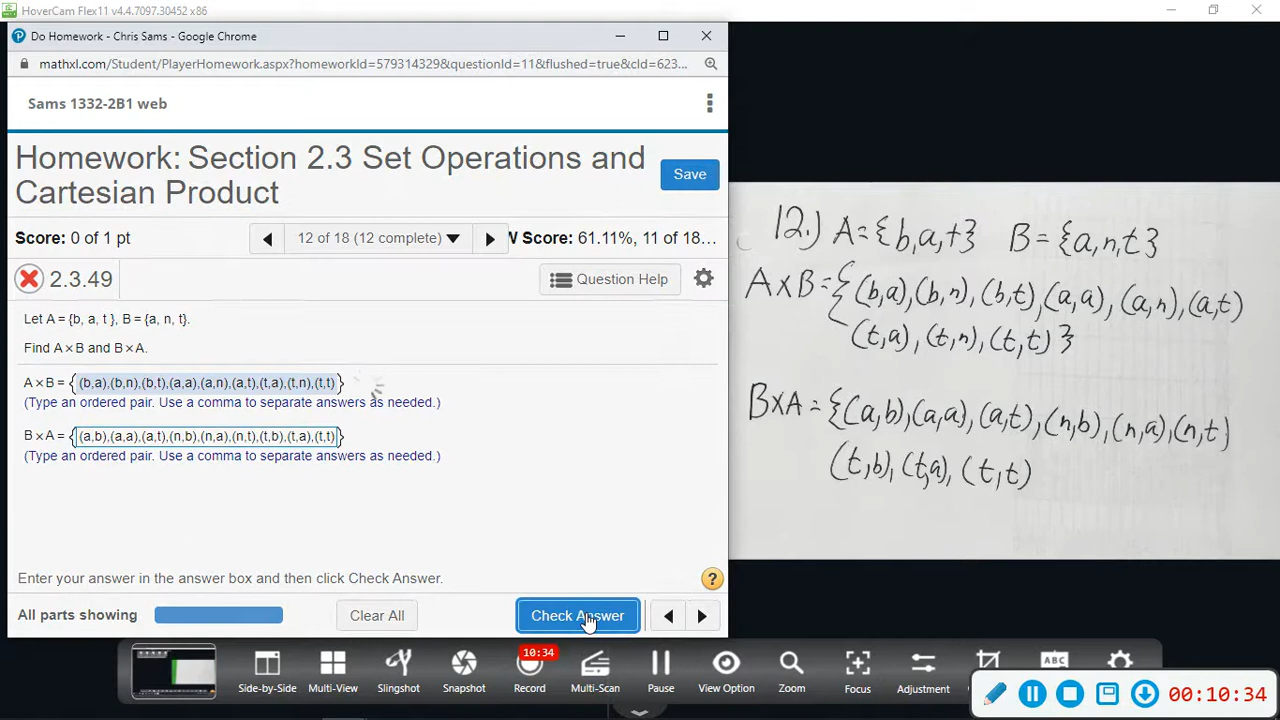 HoverCam Flex11 v4.4.7097.30452 x86
Do Homework - Chris Sams - Google Chrome
mathxl.com/Student/PlayerHomework.aspx?homeworkId=579314329&questionId=11&flushed=true&cId=623...
Sams 1332-2B1 web
Homework: Section 2.3 Set Operations and
Cartesian Product
Save
Score: 0 of 1 pt
12 of 18 (12 complete)
W Score: 61.11%, 11 of 18...
2.3.49
Question Help
Let A = {b, a, t }, B = {a, n, t}.
Find A × B and B × A.
A × B = { (b,a),(b,n),(b,t),(a,a),(a,n),(a,t),(t,a),(t,n),(t,t) }
(Type an ordered pair. Use a comma to separate answers as needed.)
B × A = { (a,b),(a,a),(a,t),(n,b),(n,a),(n,t),(t,b),(t,a),(t,t) }
(Type an ordered pair. Use a comma to separate answers as needed.)
Enter your answer in the answer box and then click Check Answer.
?
All parts showing
Clear All
Check Answer
12.) A={b,a,t} B={a,n,t}
A×B={(b,a),(b,n),(b,t),(a,a),(a,n),(a,t)
(t,a),(t,n),(t,t)}
B×A={(a,b),(a,a),(a,t),(n,b),(n,a),(n,t)
(t,b),(t,a),(t,t)
10:34
ABC
Side-by-Side
Multi-View
Slingshot
Snapshot
Record
Multi-Scan
Pause
View Option
Zoom
Focus
Adjustment
00:10:34